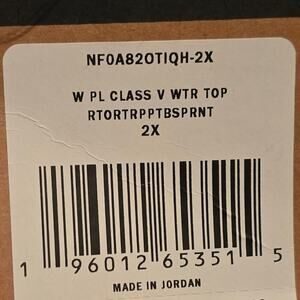 NF0A82OTIQH-2X
W PL CLASS V WTR TOP
RTORTRPPTBSPRNT
2X
1 96012 65351 5
MADE IN JORDAN